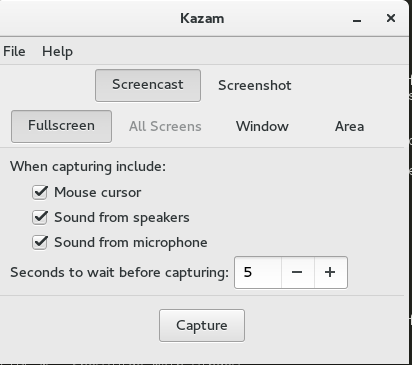 Kazam
File Help
Screencast Screenshot
Fullscreen All Screens Window Area
When capturing include:
Mouse cursor
Sound from speakers
Sound from microphone
Seconds to wait before capturing: 5 − +
Capture